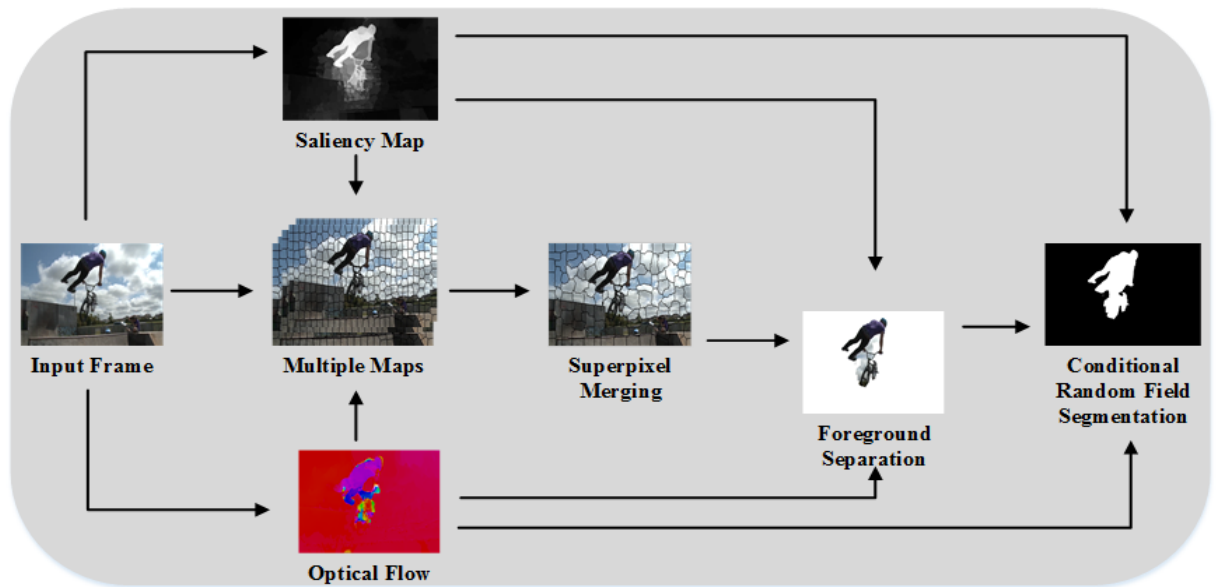 Saliency Map
Input Frame
Multiple Maps
Superpixel
Merging
Conditional
Random Field
Segmentation
Foreground
Separation
Optical Flow